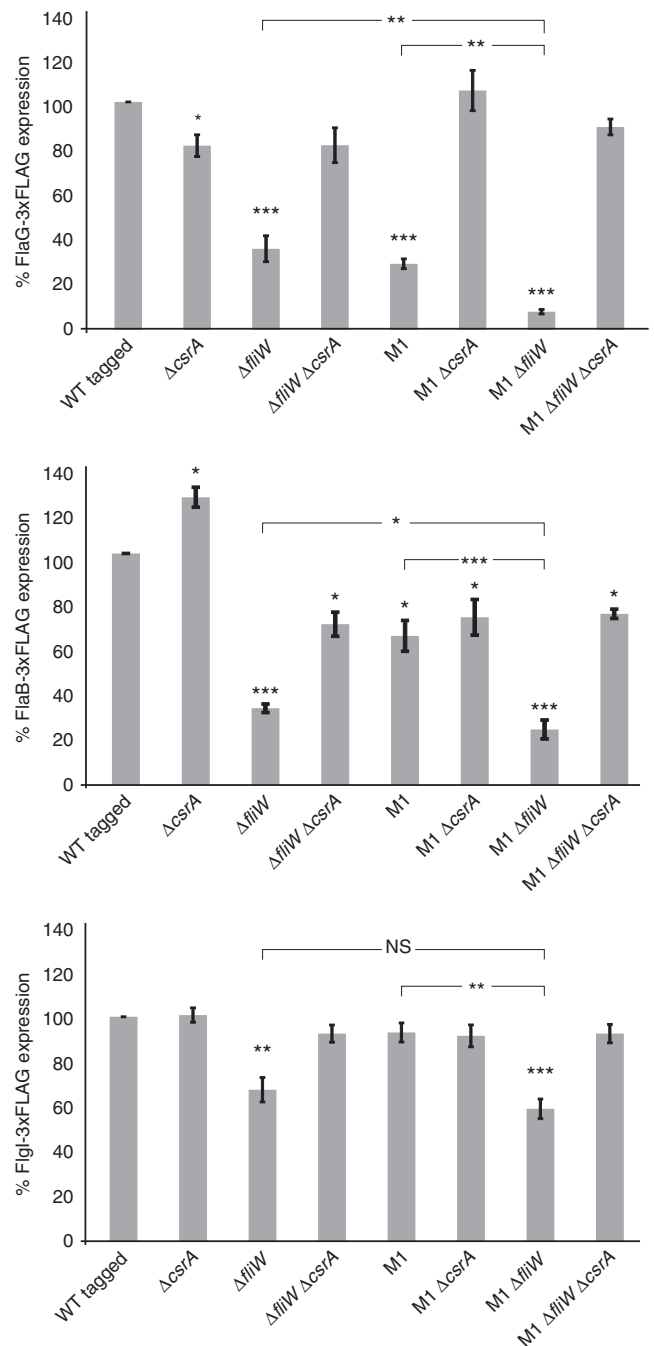 % FlaG-3xFLAG expression
140
120
100
80
60
40
20
0
**
**
*
***
***
***
WT tagged
ΔcsrA
ΔfliW
ΔfliW ΔcsrA
M1
M1 ΔcsrA
M1 ΔfliW
M1 ΔfliW ΔcsrA
% FlaB-3xFLAG expression
140
120
100
80
60
40
20
0
*
*
***
***
*
*
*
***
*
WT tagged
ΔcsrA
ΔfliW
ΔfliW ΔcsrA
M1
M1 ΔcsrA
M1 ΔfliW
M1 ΔfliW ΔcsrA
% FlgI-3xFLAG expression
140
120
100
80
60
40
20
0
NS
**
**
***
WT tagged
ΔcsrA
ΔfliW
ΔfliW ΔcsrA
M1
M1 ΔcsrA
M1 ΔfliW
M1 ΔfliW ΔcsrA